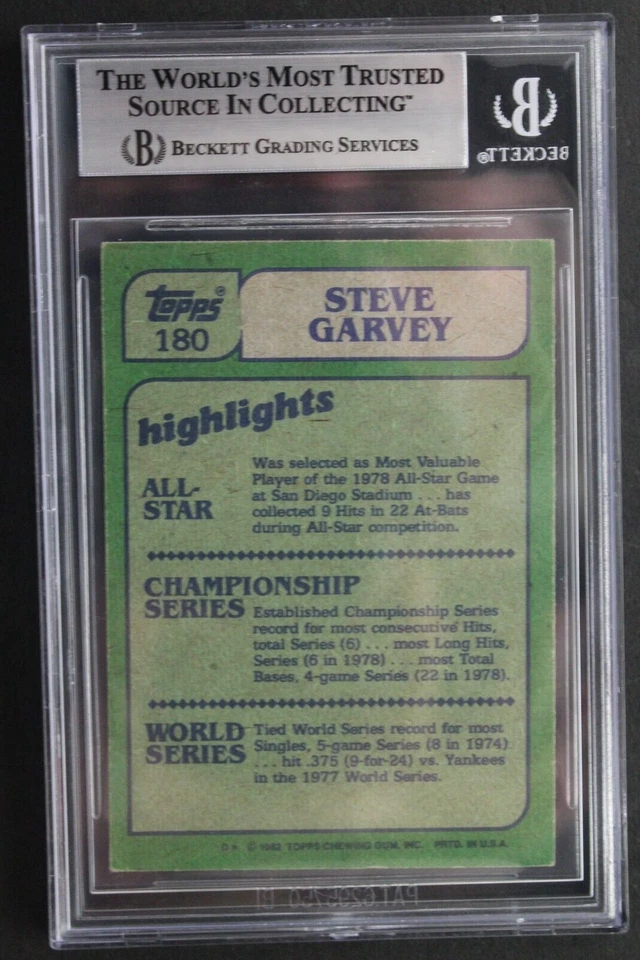 THE WORLD'S MOST TRUSTED
SOURCE IN COLLECTING™
B BECKETT GRADING SERVICES
B
BECKETT®
TOPPS®
180
STEVE
GARVEY
highlights
ALL-
STAR
Was selected as Most Valuable
Player of the 1978 All-Star Game
at San Diego Stadium . . . has
collected 9 Hits in 22 At-Bats
during All-Star competition.
CHAMPIONSHIP
SERIES
Established Championship Series
record for most consecutive Hits,
total Series (6) . . . most Long Hits,
Series (6 in 1978) . . . most Total
Bases, 4-game Series (22 in 1978).
WORLD
SERIES
Tied World Series record for most
Singles, 5-game Series (8 in 1974)
. . . hit .375 (9-for-24) vs. Yankees
in the 1977 World Series.
D* © 1982 TOPPS CHEWING GUM, INC. PRTD. IN U.S.A.